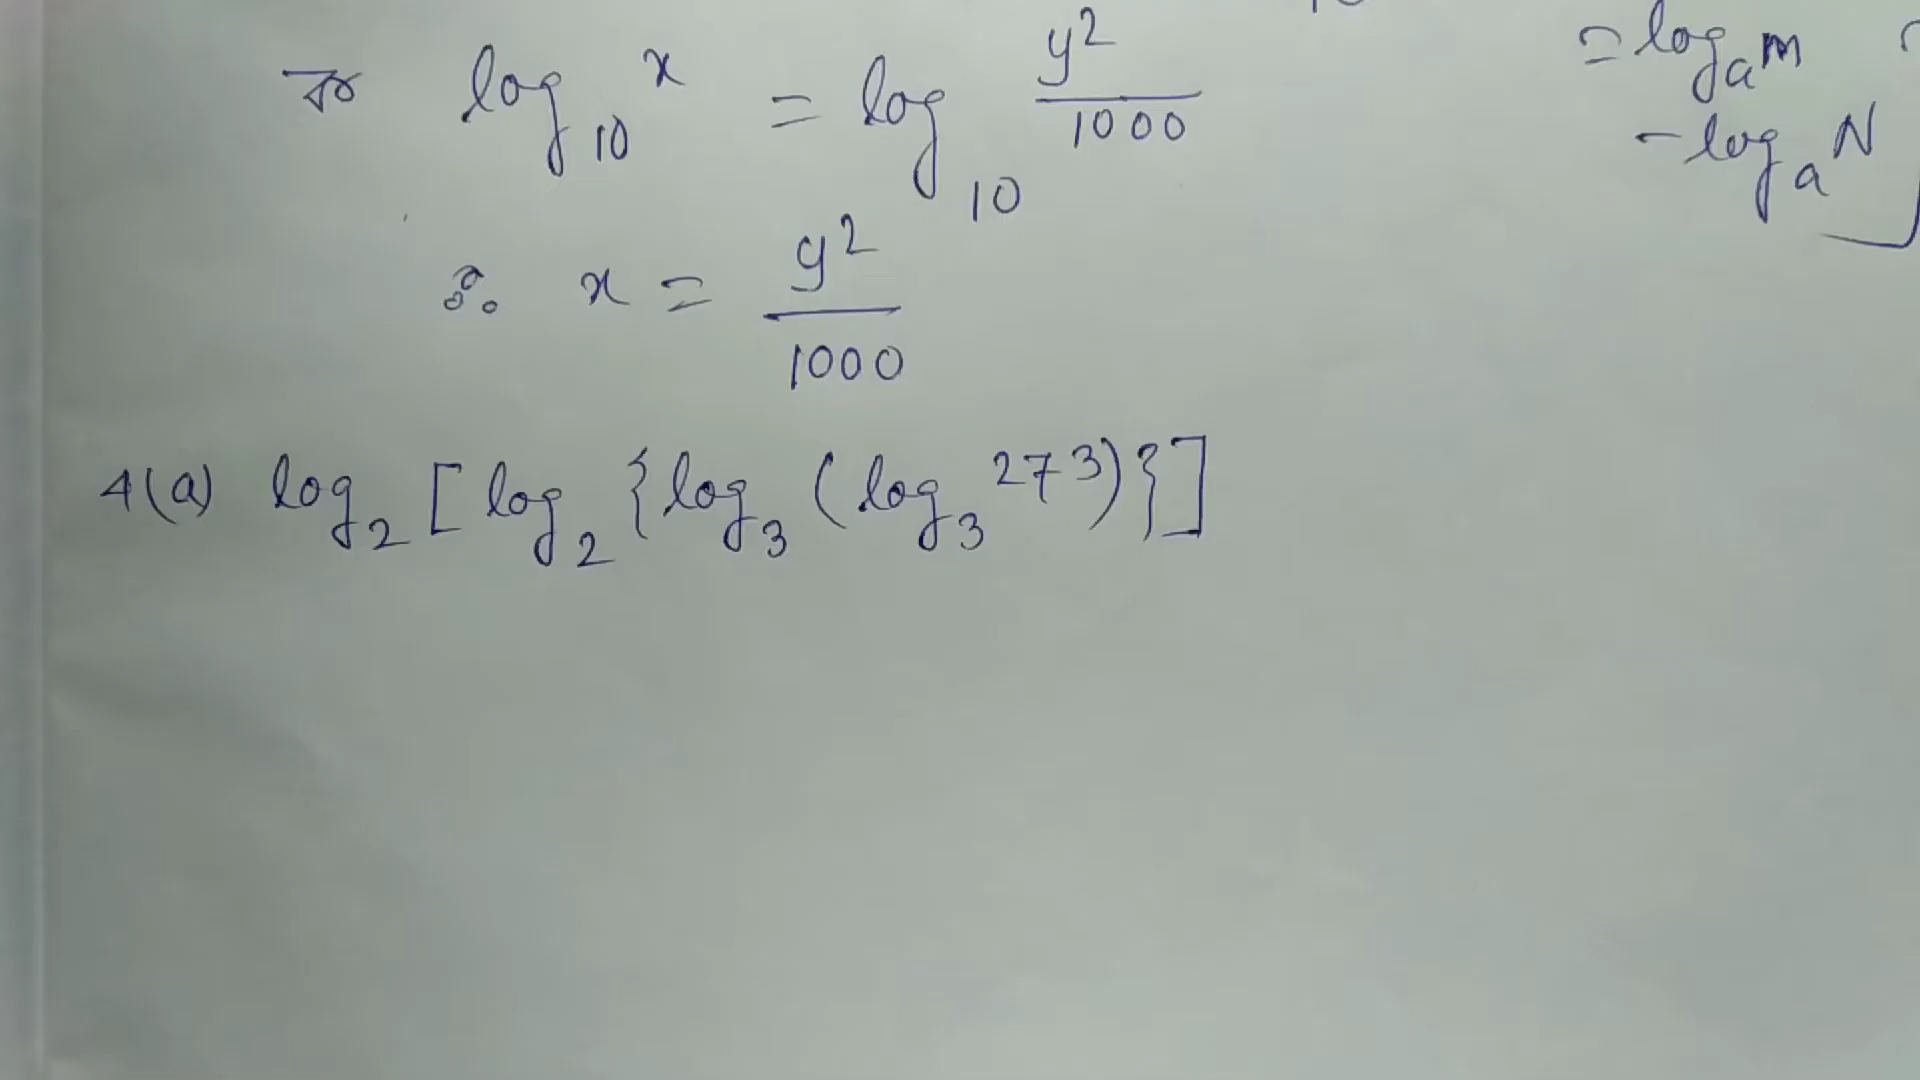 বা log₁₀ x = log₁₀ y²/1000
= logₐ m
- logₐ N ]
∴ x = y²/1000
4(a) log₂ [ log₂ { log₃ ( log₃ 27³ ) } ]